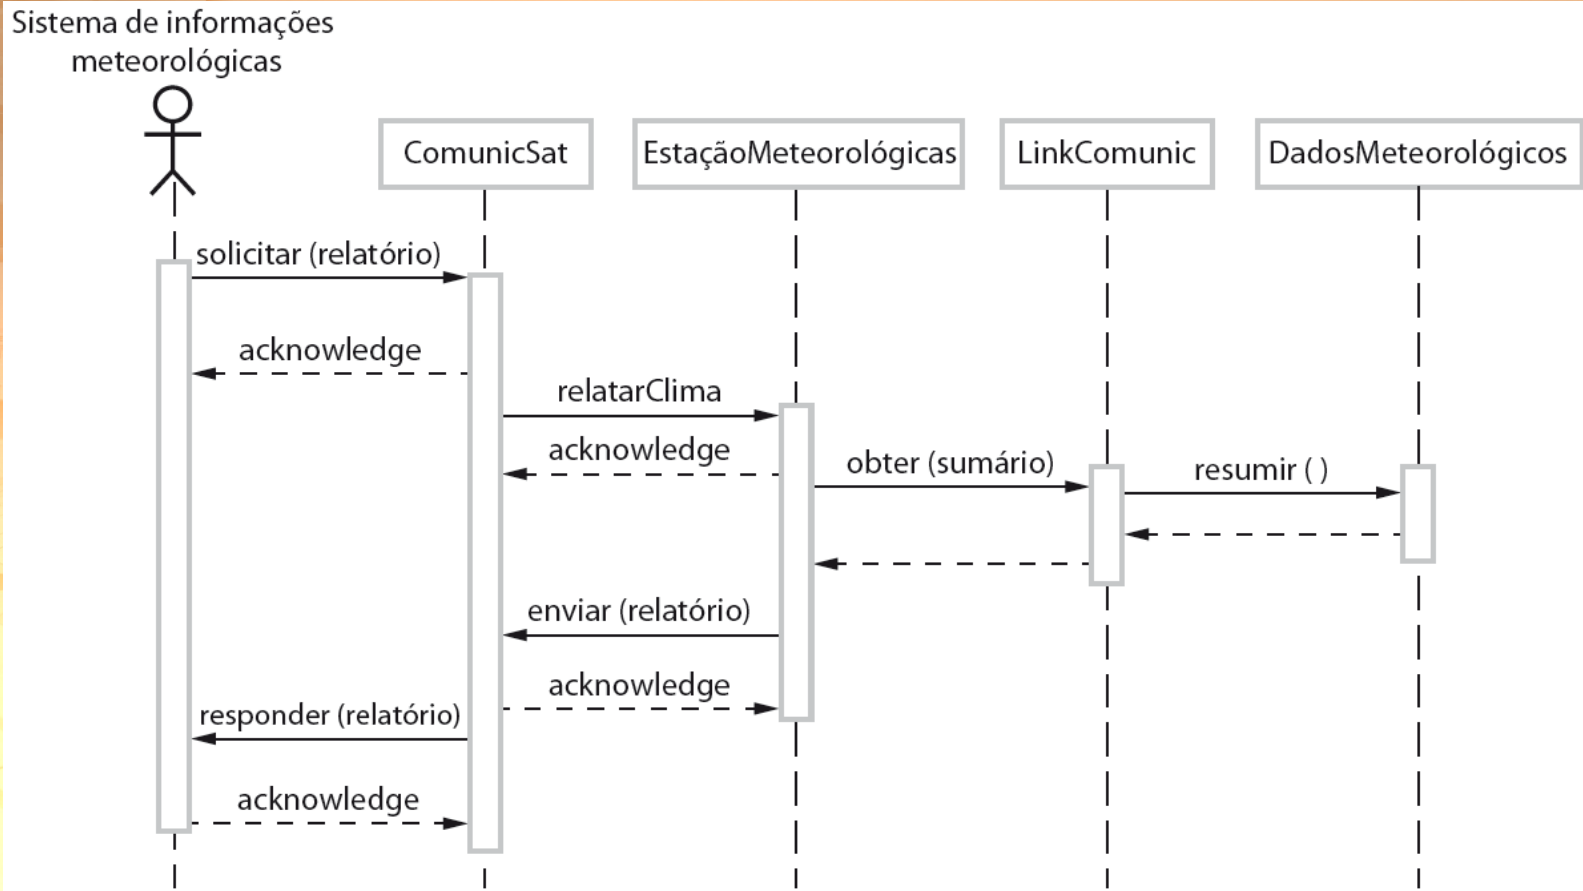 Sistema de informações
meteorológicas
ComunicSat
EstaçãoMeteorológicas
LinkComunic
DadosMeteorológicos
solicitar (relatório)
acknowledge
relatarClima
acknowledge
obter (sumário)
resumir ( )
enviar (relatório)
acknowledge
responder (relatório)
acknowledge